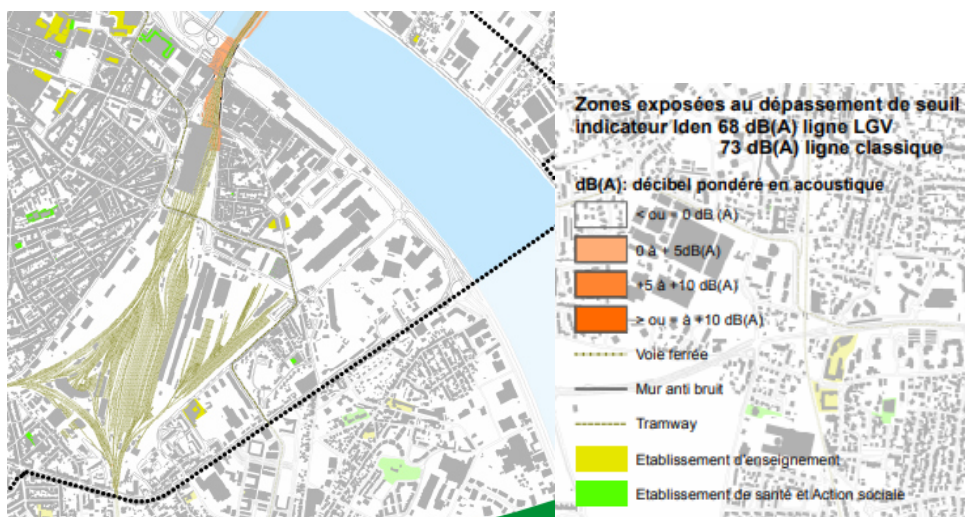 Zones exposées au dépassement de seuil
indicateur lden 68 dB(A) ligne LGV
73 dB(A) ligne classique
dB(A): décibel pondéré en acoustique
< ou = 0 dB (A)
0 à + 5dB(A)
+5 à +10 dB(A)
> ou = à +10 dB(A)
Voie ferrée
Mur anti bruit
Tramway
Etablissement d'enseignement
Etablissement de santé et Action sociale